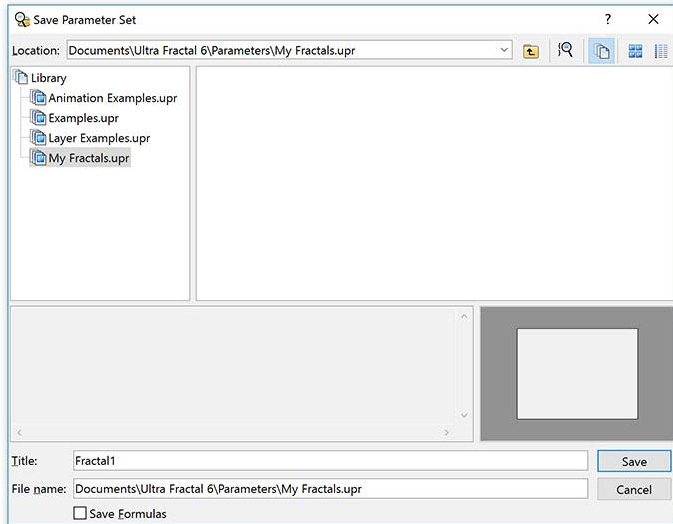 Save Parameter Set
Location: Documents\Ultra Fractal 6\Parameters\My Fractals.upr
Library
Animation Examples.upr
Examples.upr
Layer Examples.upr
My Fractals.upr
Title: Fractal1 Save
File name: Documents\Ultra Fractal 6\Parameters\My Fractals.upr Cancel
Save Formulas